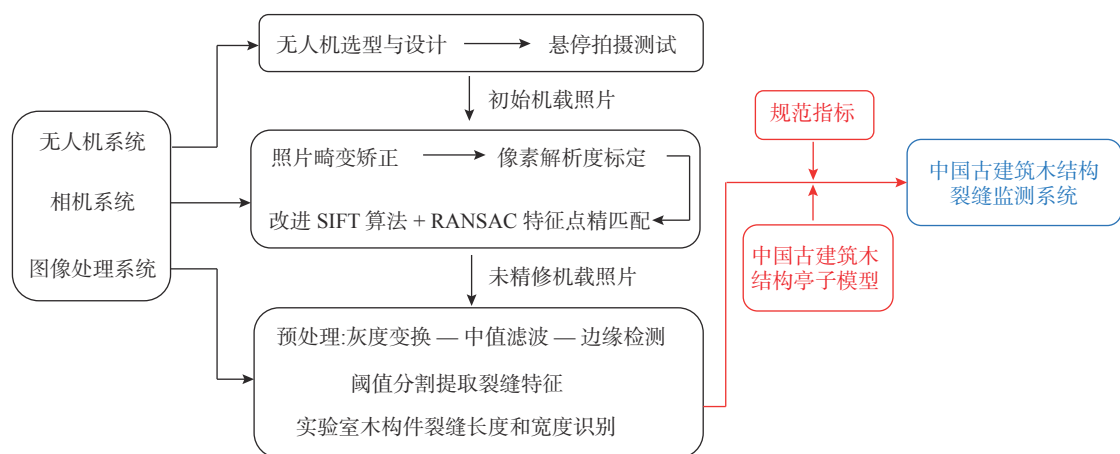 无人机系统
相机系统
图像处理系统
无人机选型与设计
悬停拍摄测试
初始机载照片
照片畸变矫正
像素解析度标定
改进 SIFT 算法 + RANSAC 特征点精匹配
未精修机载照片
预处理:灰度变换 — 中值滤波 — 边缘检测
阈值分割提取裂缝特征
实验室木构件裂缝长度和宽度识别
规范指标
中国古建筑木
结构亭子模型
中国古建筑木结构
裂缝监测系统